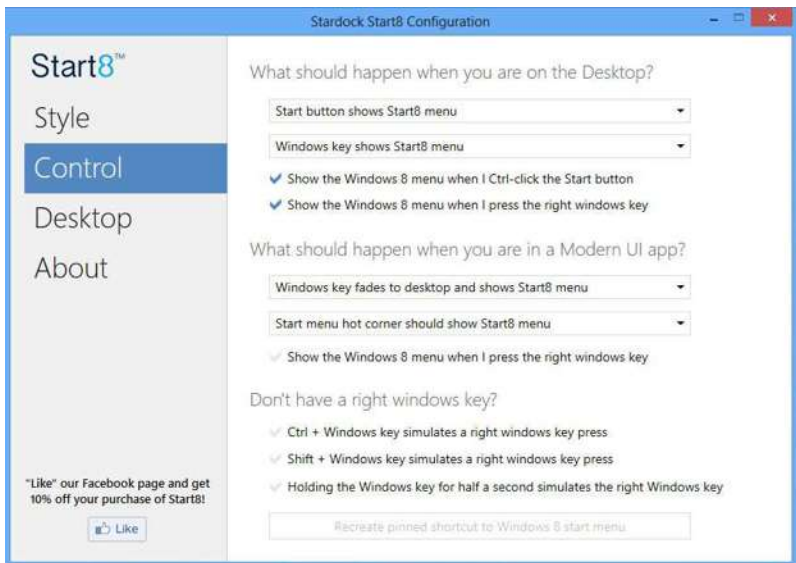 Stardock Start8 Configuration
Start8™
Style
Control
Desktop
About
"Like" our Facebook page and get
10% off your purchase of Start8!
Like
What should happen when you are on the Desktop?
Start button shows Start8 menu
Windows key shows Start8 menu
Show the Windows 8 menu when I Ctrl-click the Start button
Show the Windows 8 menu when I press the right windows key
What should happen when you are in a Modern UI app?
Windows key fades to desktop and shows Start8 menu
Start menu hot corner should show Start8 menu
Show the Windows 8 menu when I press the right windows key
Don't have a right windows key?
Ctrl + Windows key simulates a right windows key press
Shift + Windows key simulates a right windows key press
Holding the Windows key for half a second simulates the right Windows key
Recreate pinned shortcut to Windows 8 start menu